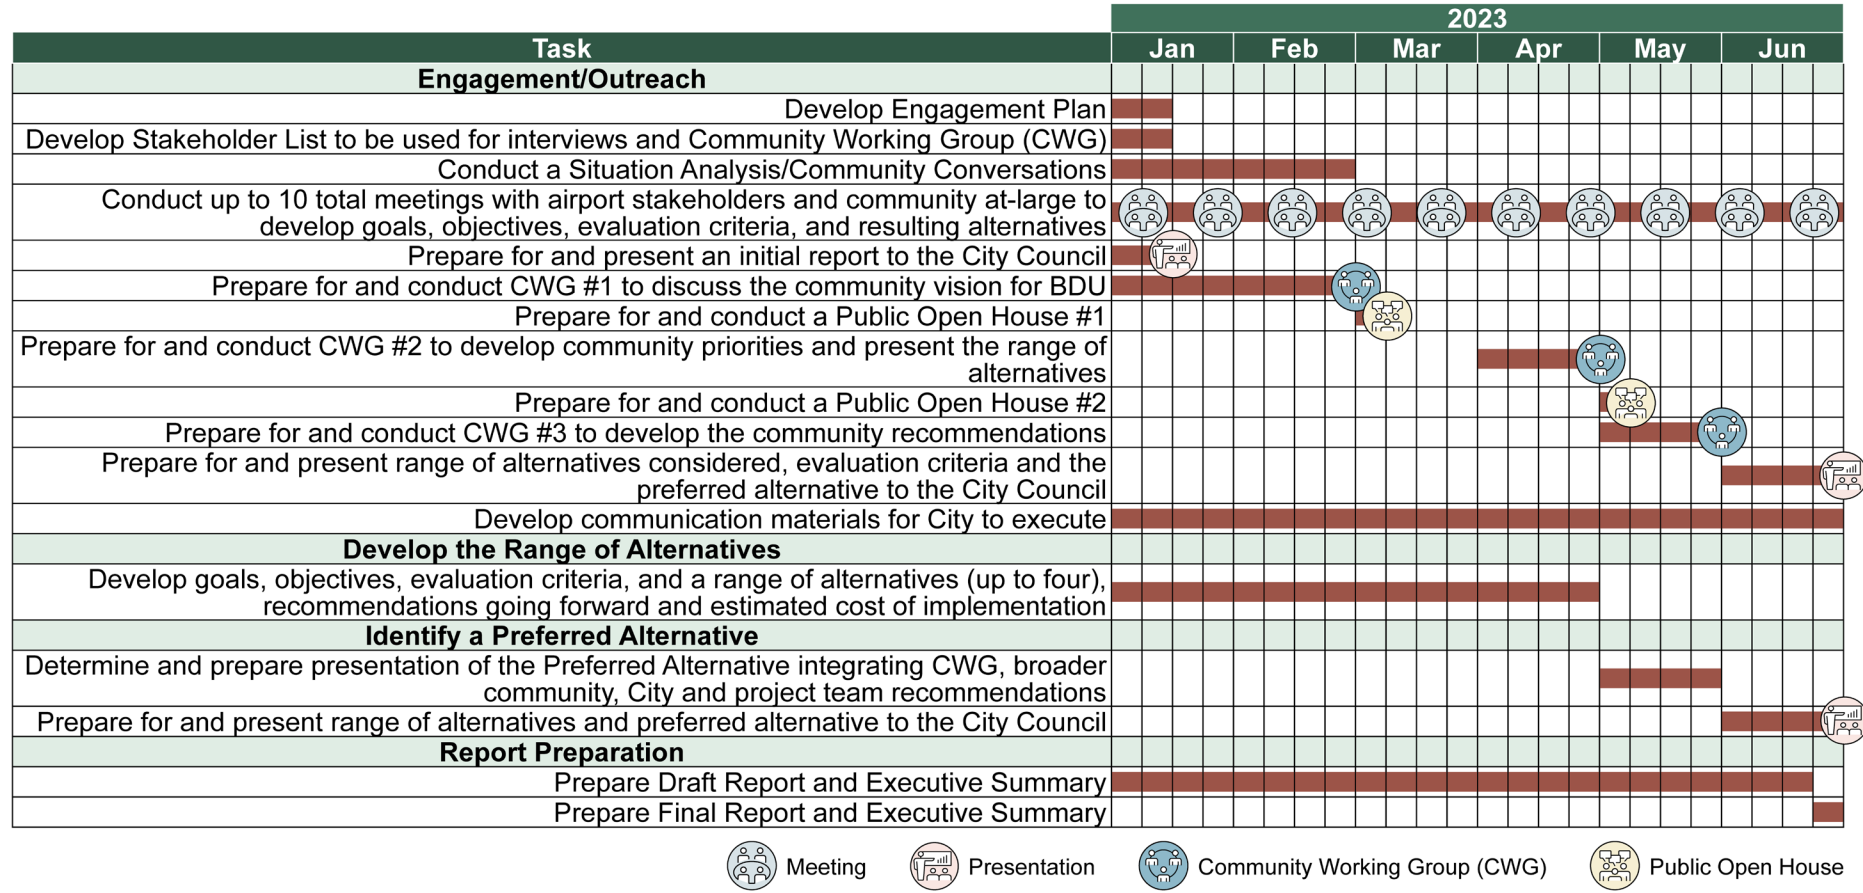 2023
Task Jan Feb Mar Apr May Jun
Engagement/Outreach
Develop Engagement Plan
Develop Stakeholder List to be used for interviews and Community Working Group (CWG)
Conduct a Situation Analysis/Community Conversations
Conduct up to 10 total meetings with airport stakeholders and community at-large to
develop goals, objectives, evaluation criteria, and resulting alternatives
Prepare for and present an initial report to the City Council
Prepare for and conduct CWG #1 to discuss the community vision for BDU
Prepare for and conduct a Public Open House #1
Prepare for and conduct CWG #2 to develop community priorities and present the range of
alternatives
Prepare for and conduct a Public Open House #2
Prepare for and conduct CWG #3 to develop the community recommendations
Prepare for and present range of alternatives considered, evaluation criteria and the
preferred alternative to the City Council
Develop communication materials for City to execute
Develop the Range of Alternatives
Develop goals, objectives, evaluation criteria, and a range of alternatives (up to four),
recommendations going forward and estimated cost of implementation
Identify a Preferred Alternative
Determine and prepare presentation of the Preferred Alternative integrating CWG, broader
community, City and project team recommendations
Prepare for and present range of alternatives and preferred alternative to the City Council
Report Preparation
Prepare Draft Report and Executive Summary
Prepare Final Report and Executive Summary
Meeting Presentation Community Working Group (CWG) Public Open House